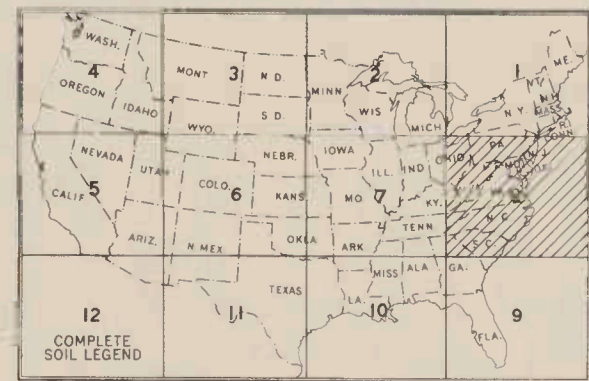 WASH.
4
OREGON
IDAHO
MONT
3
N.D.
S D.
WYO.
MINN
2
WIS
MICH
1
ME.
N.Y.
N H
MASS
R I
CONN
NEVADA
5
CALIF
UTAH
COLO.
6
ARIZ.
N MEX.
NEBR.
KANS.
OKLA
IOWA
MO.
7
ILL.
IND
KY.
ARK
TENN.
OHIO
PA.
N.C.
S.C.
TEXAS
11
MISS
ALA
GA.
LA.
10
FLA.
9
12
COMPLETE
SOIL LEGEND